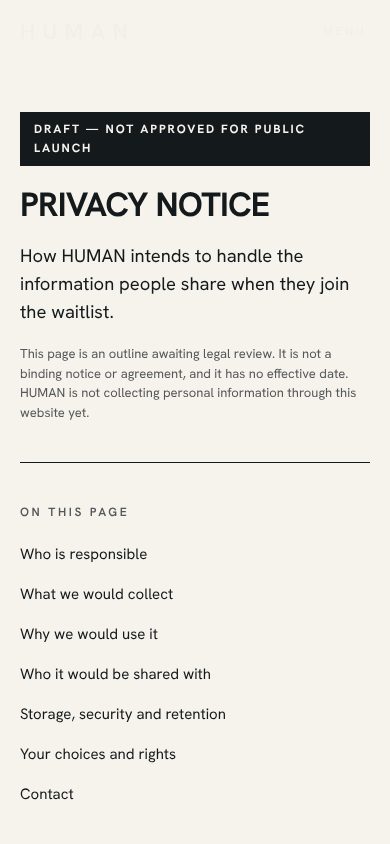 HUMAN
MENU
DRAFT — NOT APPROVED FOR PUBLIC
LAUNCH
PRIVACY NOTICE
How HUMAN intends to handle the
information people share when they join
the waitlist.
This page is an outline awaiting legal review. It is not a
binding notice or agreement, and it has no effective date.
HUMAN is not collecting personal information through this
website yet.
ON THIS PAGE
Who is responsible
What we would collect
Why we would use it
Who it would be shared with
Storage, security and retention
Your choices and rights
Contact